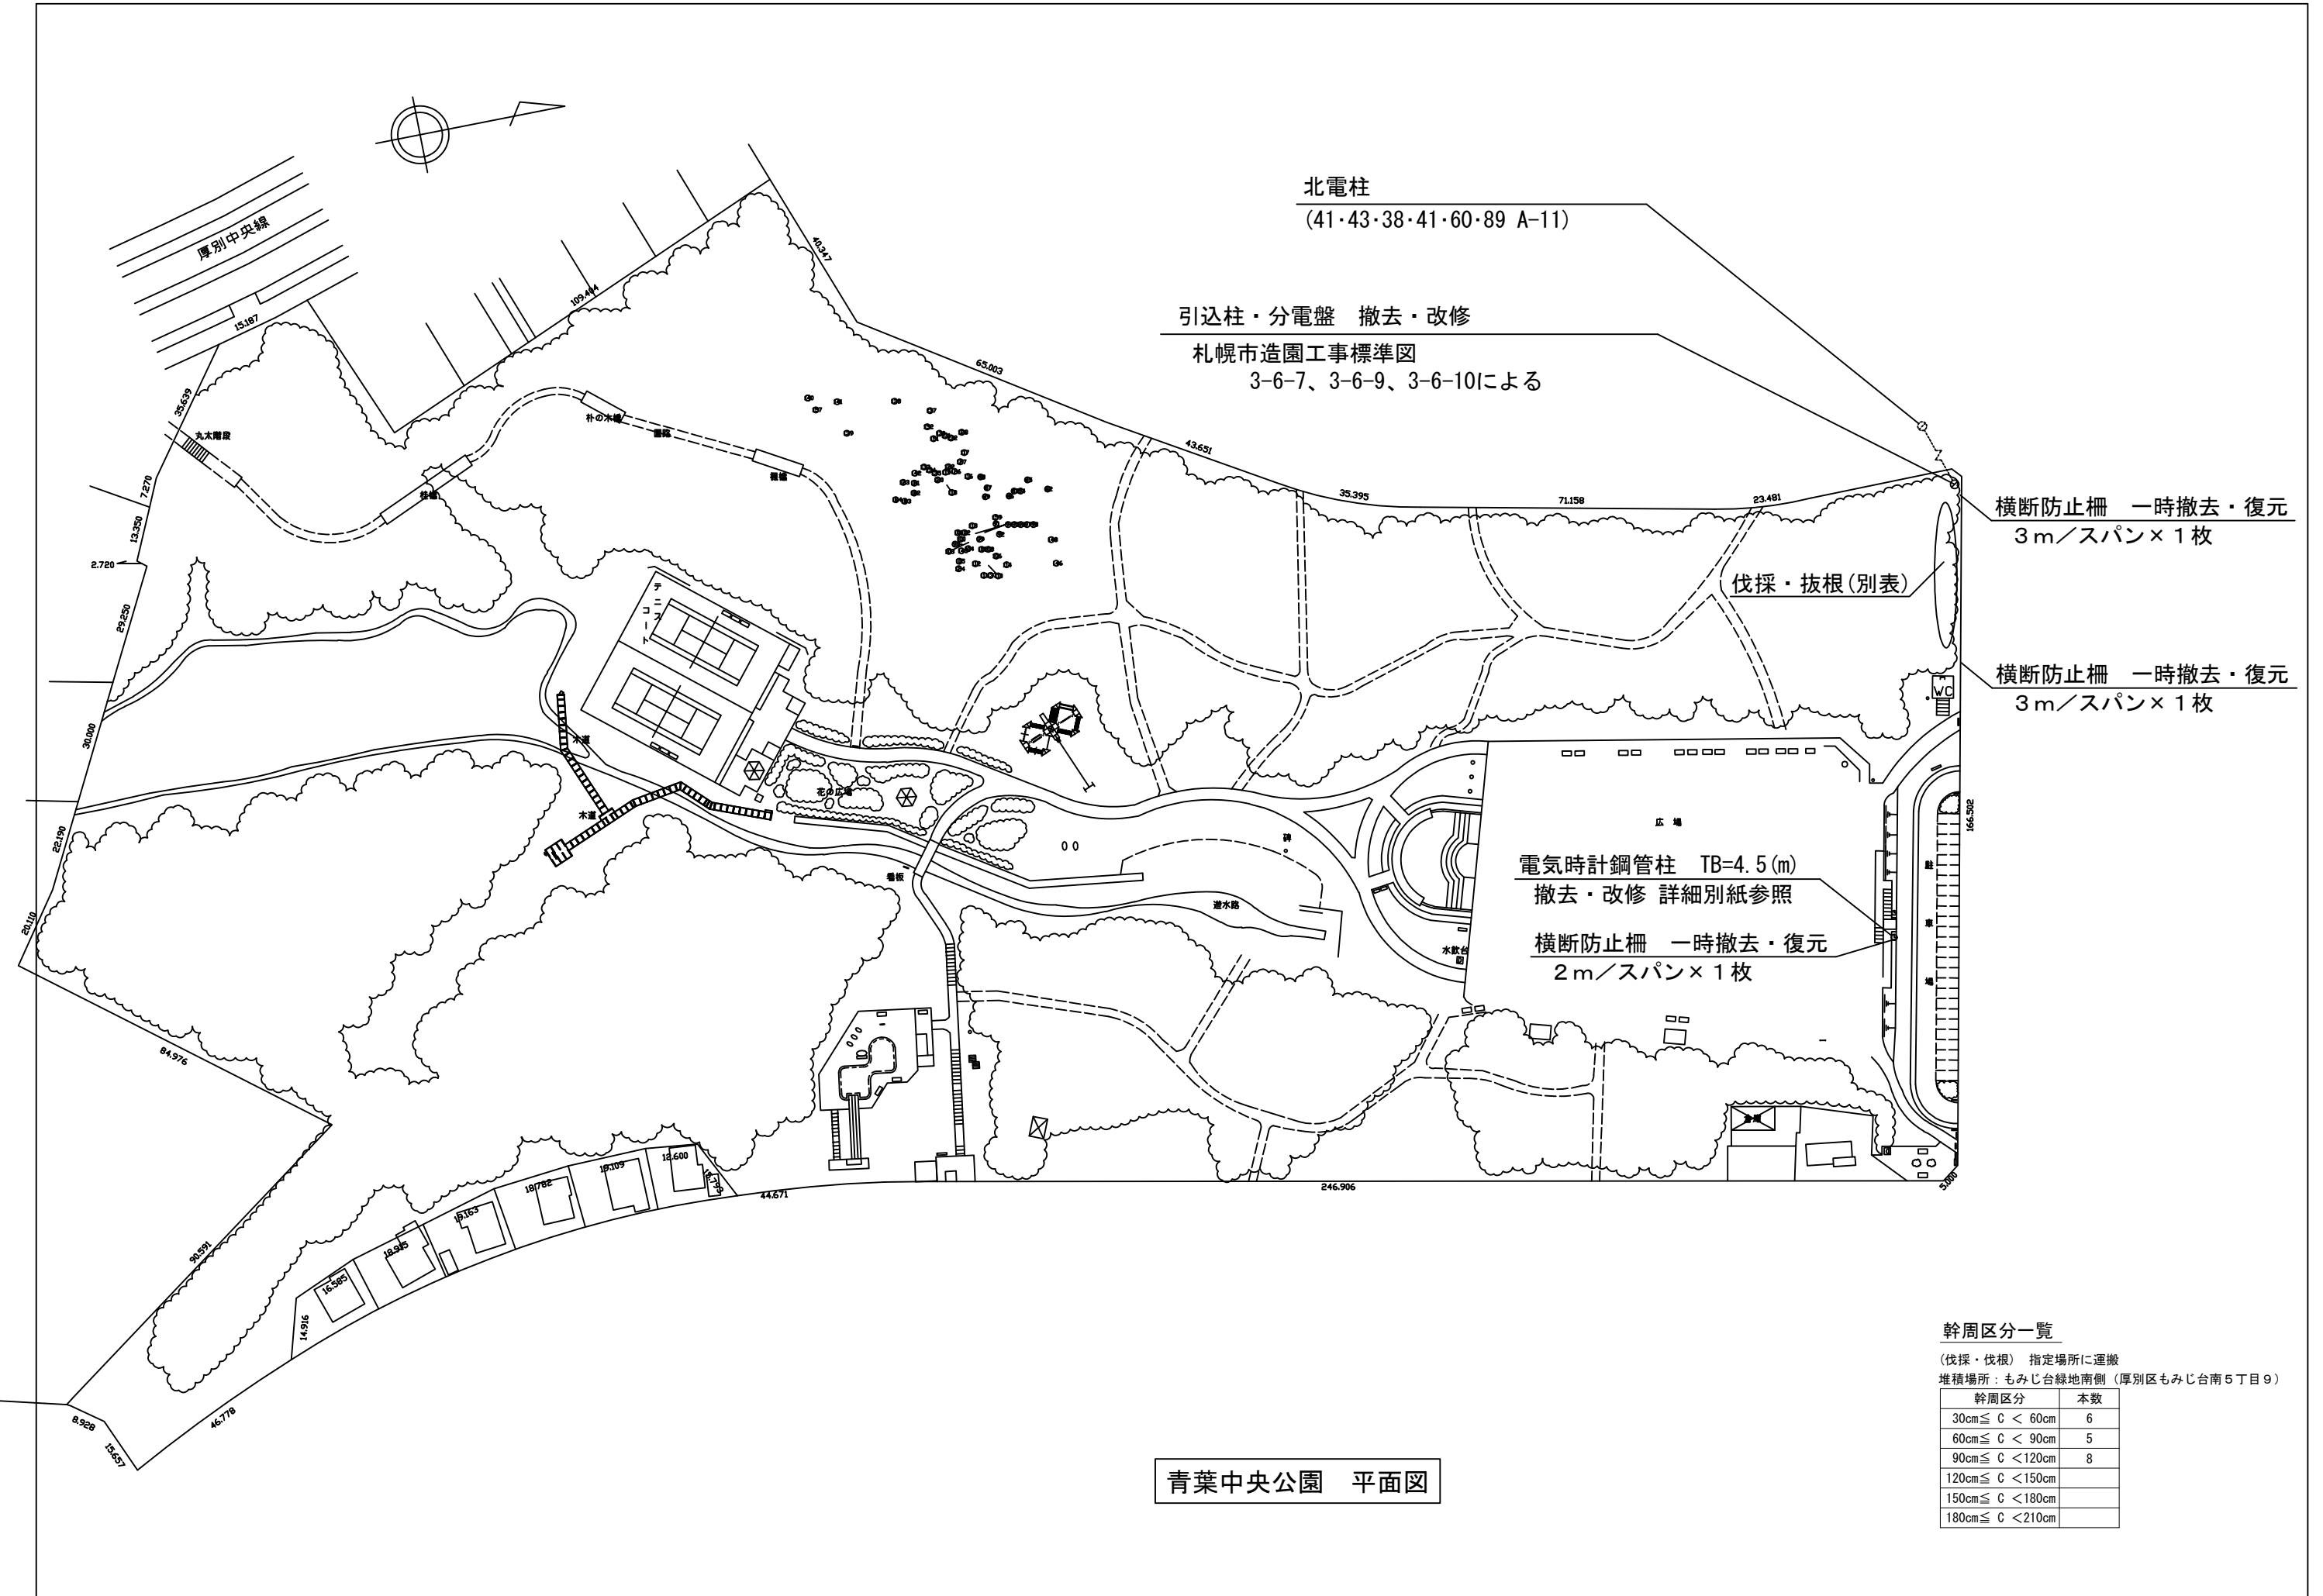 北電柱
(41・43・38・41・60・89 A-11)
引込柱・分電盤　撤去・改修
札幌市造園工事標準図
3-6-7、3-6-9、3-6-10による
横断防止柵　一時撤去・復元
３ｍ／スパン×１枚
伐採・抜根(別表)
横断防止柵　一時撤去・復元
３ｍ／スパン×１枚
電気時計鋼管柱　TB=4.5(m)
撤去・改修 詳細別紙参照
横断防止柵　一時撤去・復元
２ｍ／スパン×１枚
厚別中央線
15.187
109.494
40.347
65.003
43.651
35.395
71.158
23.481
35.639
7.270
13.350
2.720
29.250
30.000
22.190
20.110
84.976
90.591
8.928
15.657
46.778
14.916
16.585
18.915
19.163
18.782
19.109
12.600
18.799
44.671
246.906
5.000
166.502
丸太階段
桂橋
朴の木橋
園路
テニスコート
木道
木道
花の広場
看板
碑
遊水路
水飲台
広　場
WC
駐車場
青葉中央公園　平面図
幹周区分一覧
(伐採・伐根)　指定場所に運搬
堆積場所：もみじ台緑地南側（厚別区もみじ台南５丁目９）
幹周区分　本数
30cm≦ C ＜ 60cm　6
60cm≦ C ＜ 90cm　5
90cm≦ C ＜120cm　8
120cm≦ C ＜150cm
150cm≦ C ＜180cm
180cm≦ C ＜210cm